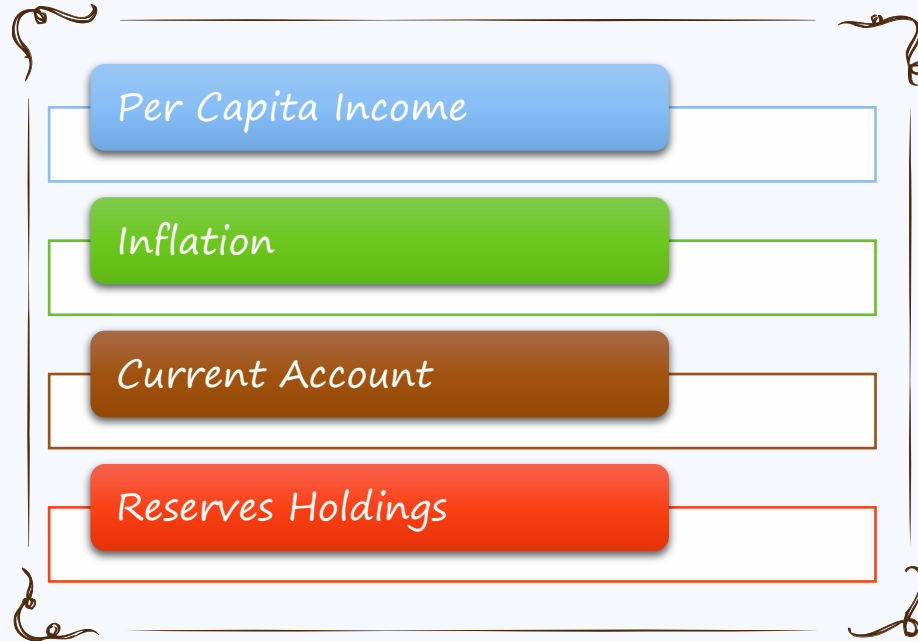 Per Capita Income
Inflation
Current Account
Reserves Holdings